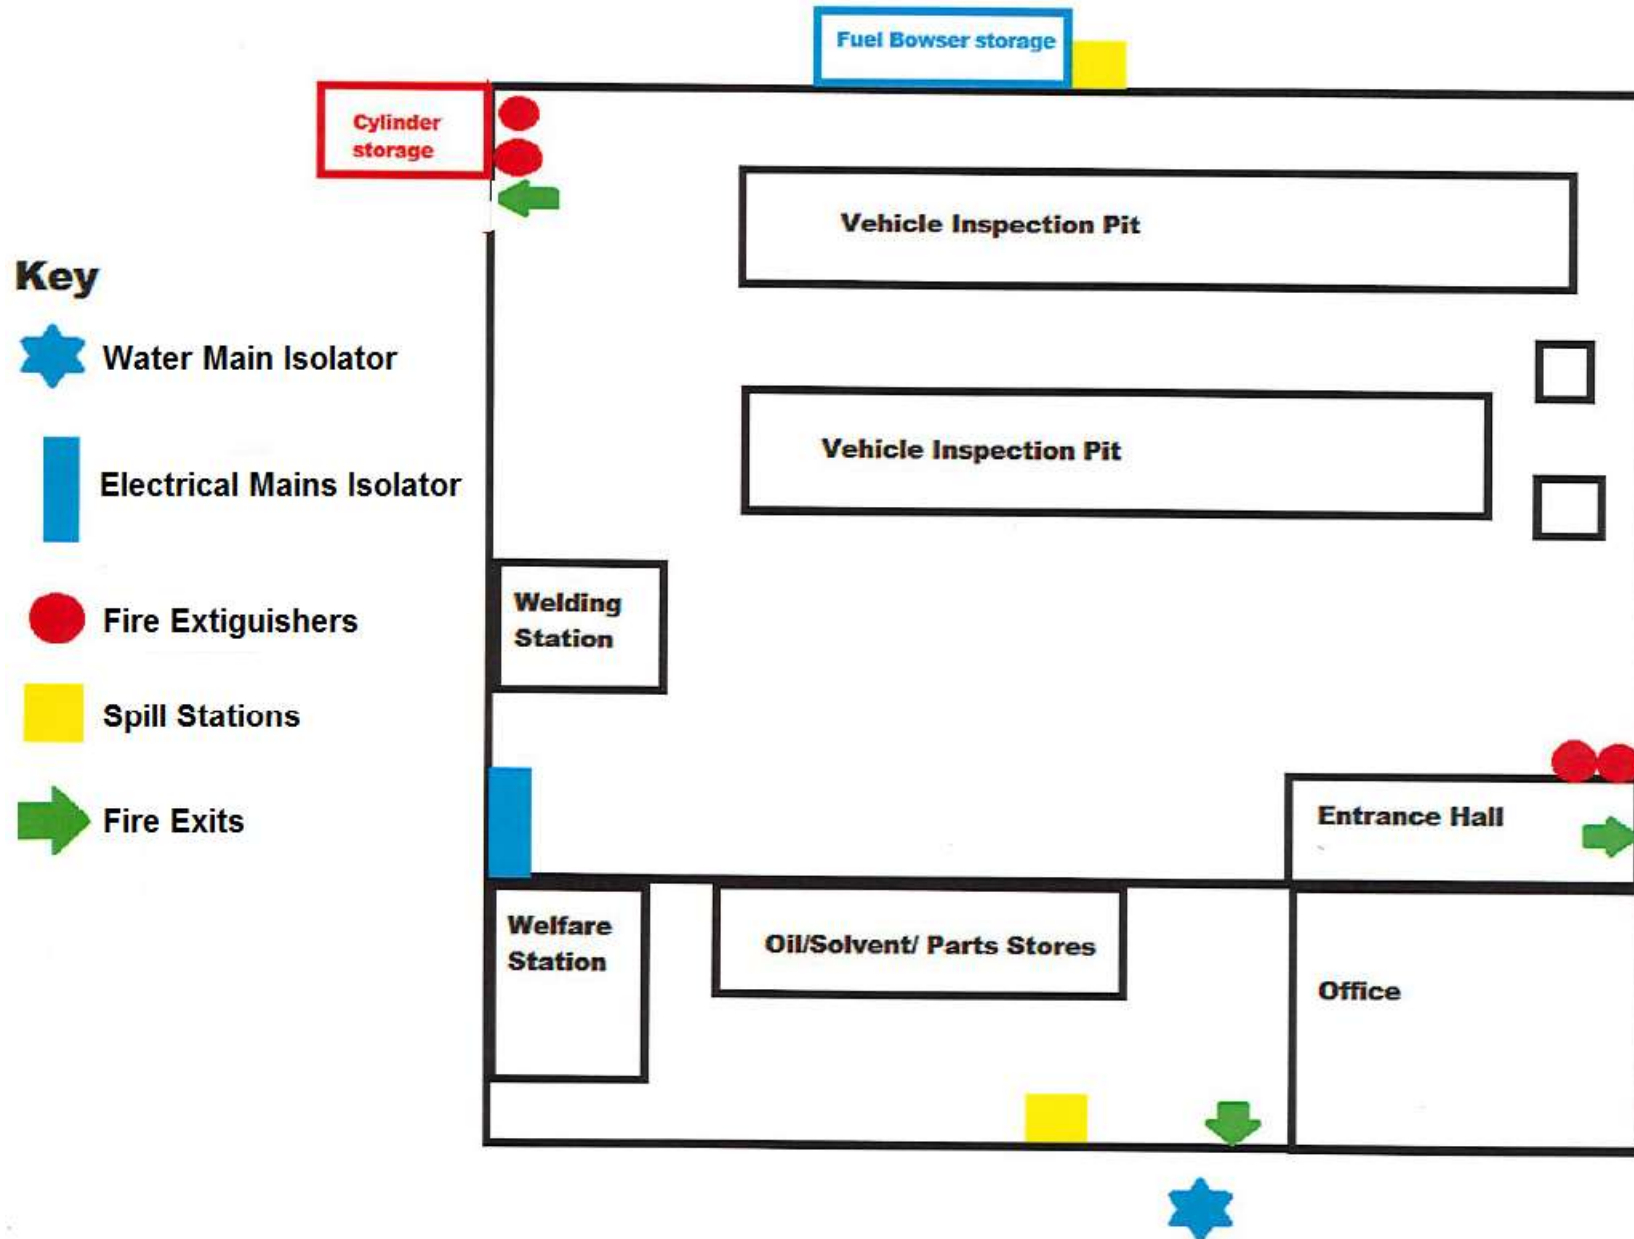 Fuel Bowser storage
Cylinder
storage
Vehicle Inspection Pit
Key
Water Main Isolator
Vehicle Inspection Pit
Electrical Mains Isolator
Welding
Station
Fire Extiguishers
Spill Stations
Fire Exits
Entrance Hall
Welfare
Station
Oil/Solvent/ Parts Stores
Office